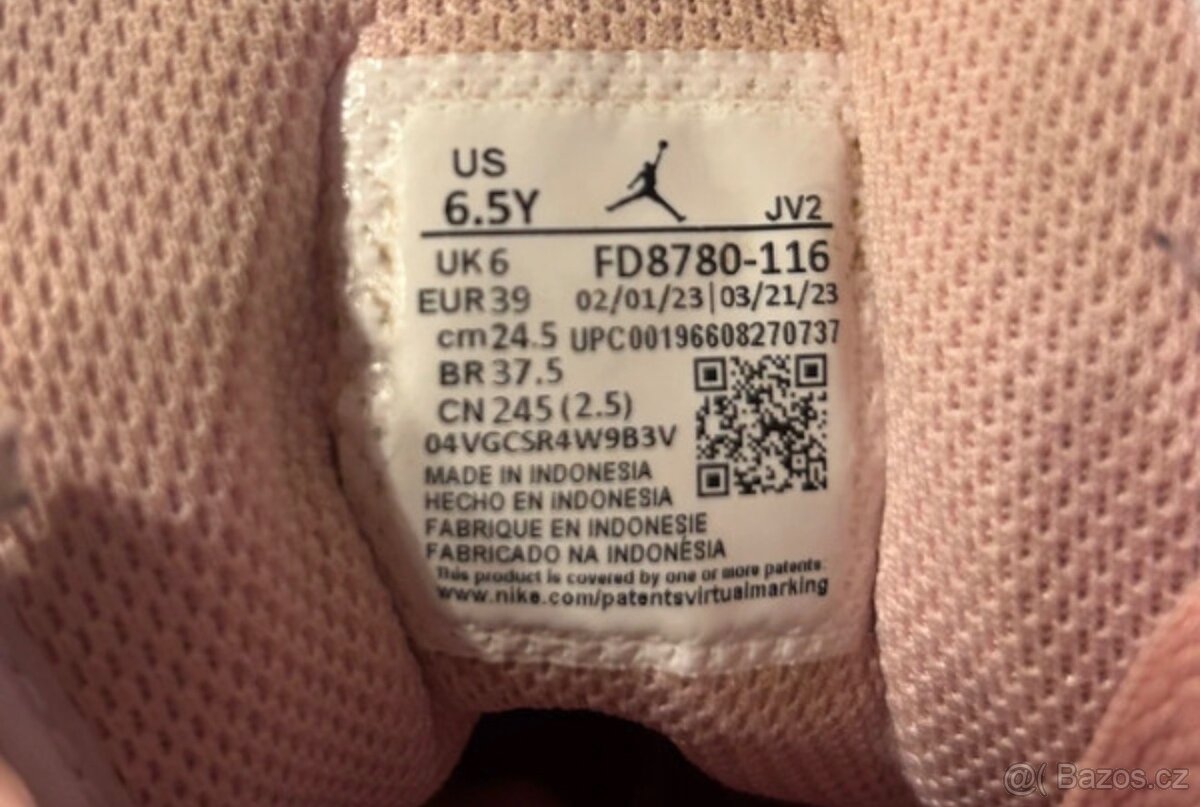 US
6.5Y
JV2
UK 6 FD8780-116
EUR 39 02/01/23|03/21/23
cm 24.5 UPC00196608270737
BR 37.5
CN 245 (2.5)
04VGCSR4W9B3V
MADE IN INDONESIA
HECHO EN INDONESIA
FABRIQUE EN INDONESIE
FABRICADO NA INDONÉSIA
This product is covered by one or more patents.
www.nike.com/patentsvirtualmarking
@( Bazos.cz